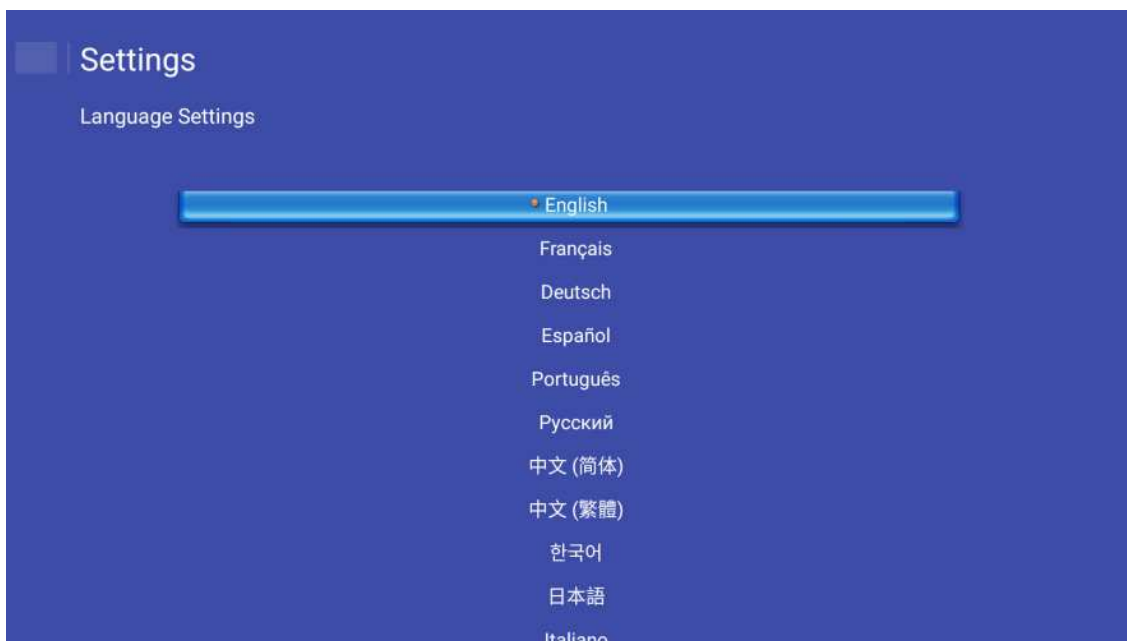 Settings
Language Settings
English
Français
Deutsch
Español
Português
Русский
中文 (简体)
中文 (繁體)
한국어
日本語
Italiano